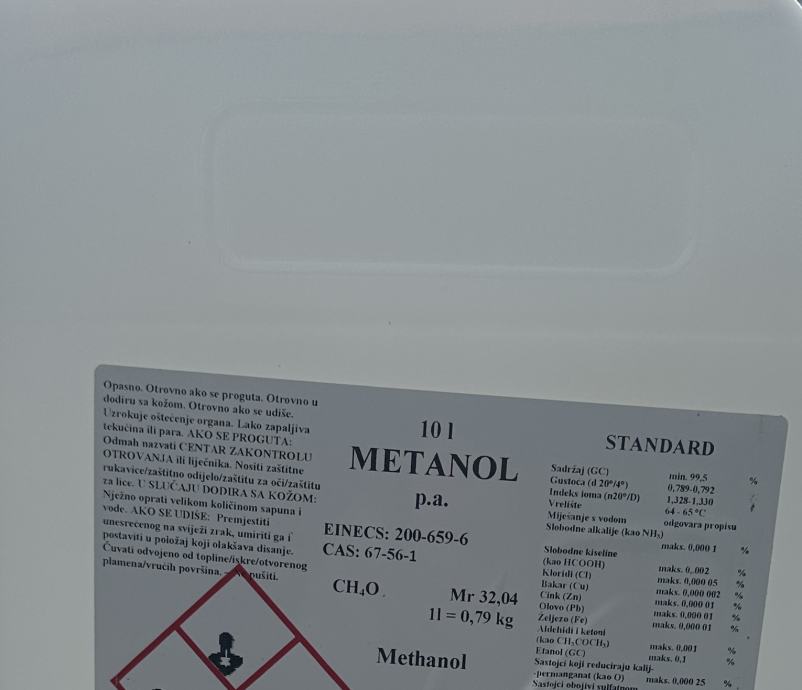 Opasno. Otrovno ako se proguta. Otrovno u
dodiru sa kožom. Otrovno ako se udiše.
Uzrokuje oštećenje organa. Lako zapaljiva
tekućina ili para. AKO SE PROGUTA:
Odmah nazvati CENTAR ZAKONTROLU
OTROVANJA ili liječnika. Nositi zaštitne
rukavice/zaštitno odijelo/zaštitu za oči/zaštitu
za lice. U SLUČAJU DODIRA SA KOŽOM:
Nježno oprati velikom količinom sapuna i
vode. AKO SE UDIŠE: Premjestiti
unesrećenog na svježi zrak, umiriti ga i
postaviti u položaj koji olakšava disanje.
Čuvati odvojeno od topline/iskre/otvorenog
plamena/vrućih površina, – Ne pušiti.
10 l
METANOL
p.a.
EINECS: 200-659-6
CAS: 67-56-1
CH₄O
Mr 32,04
1l = 0,79 kg
Methanol
STANDARD
Sadržaj (GC) min. 99,5 %
Gustoća (d 20°/4°) 0,789-0,792
Indeks loma (n20°/D) 1,328-1,330
Vrelište 64 - 65 °C
Miješanje s vodom odgovara propisu
Slobodne alkalije (kao NH₃) maks. 0,000 1 %
Slobodne kiseline
(kao HCOOH) maks. 0,.002 %
Kloridi (Cl) maks. 0,000 05 %
Bakar (Cu) maks. 0,000 002 %
Cink (Zn) maks. 0,000 01 %
Olovo (Pb) maks. 0,000 01 %
Željezo (Fe) maks. 0,000 01 %
Aldehidi i ketoni
(kao CH₃COCH₃) maks. 0,001 %
Etanol (GC) maks. 0,1 %
Sastojci koji reduciraju kalij-
-permanganat (kao O) maks. 0,000 25 %
Sastojci obojivi sulfatnom